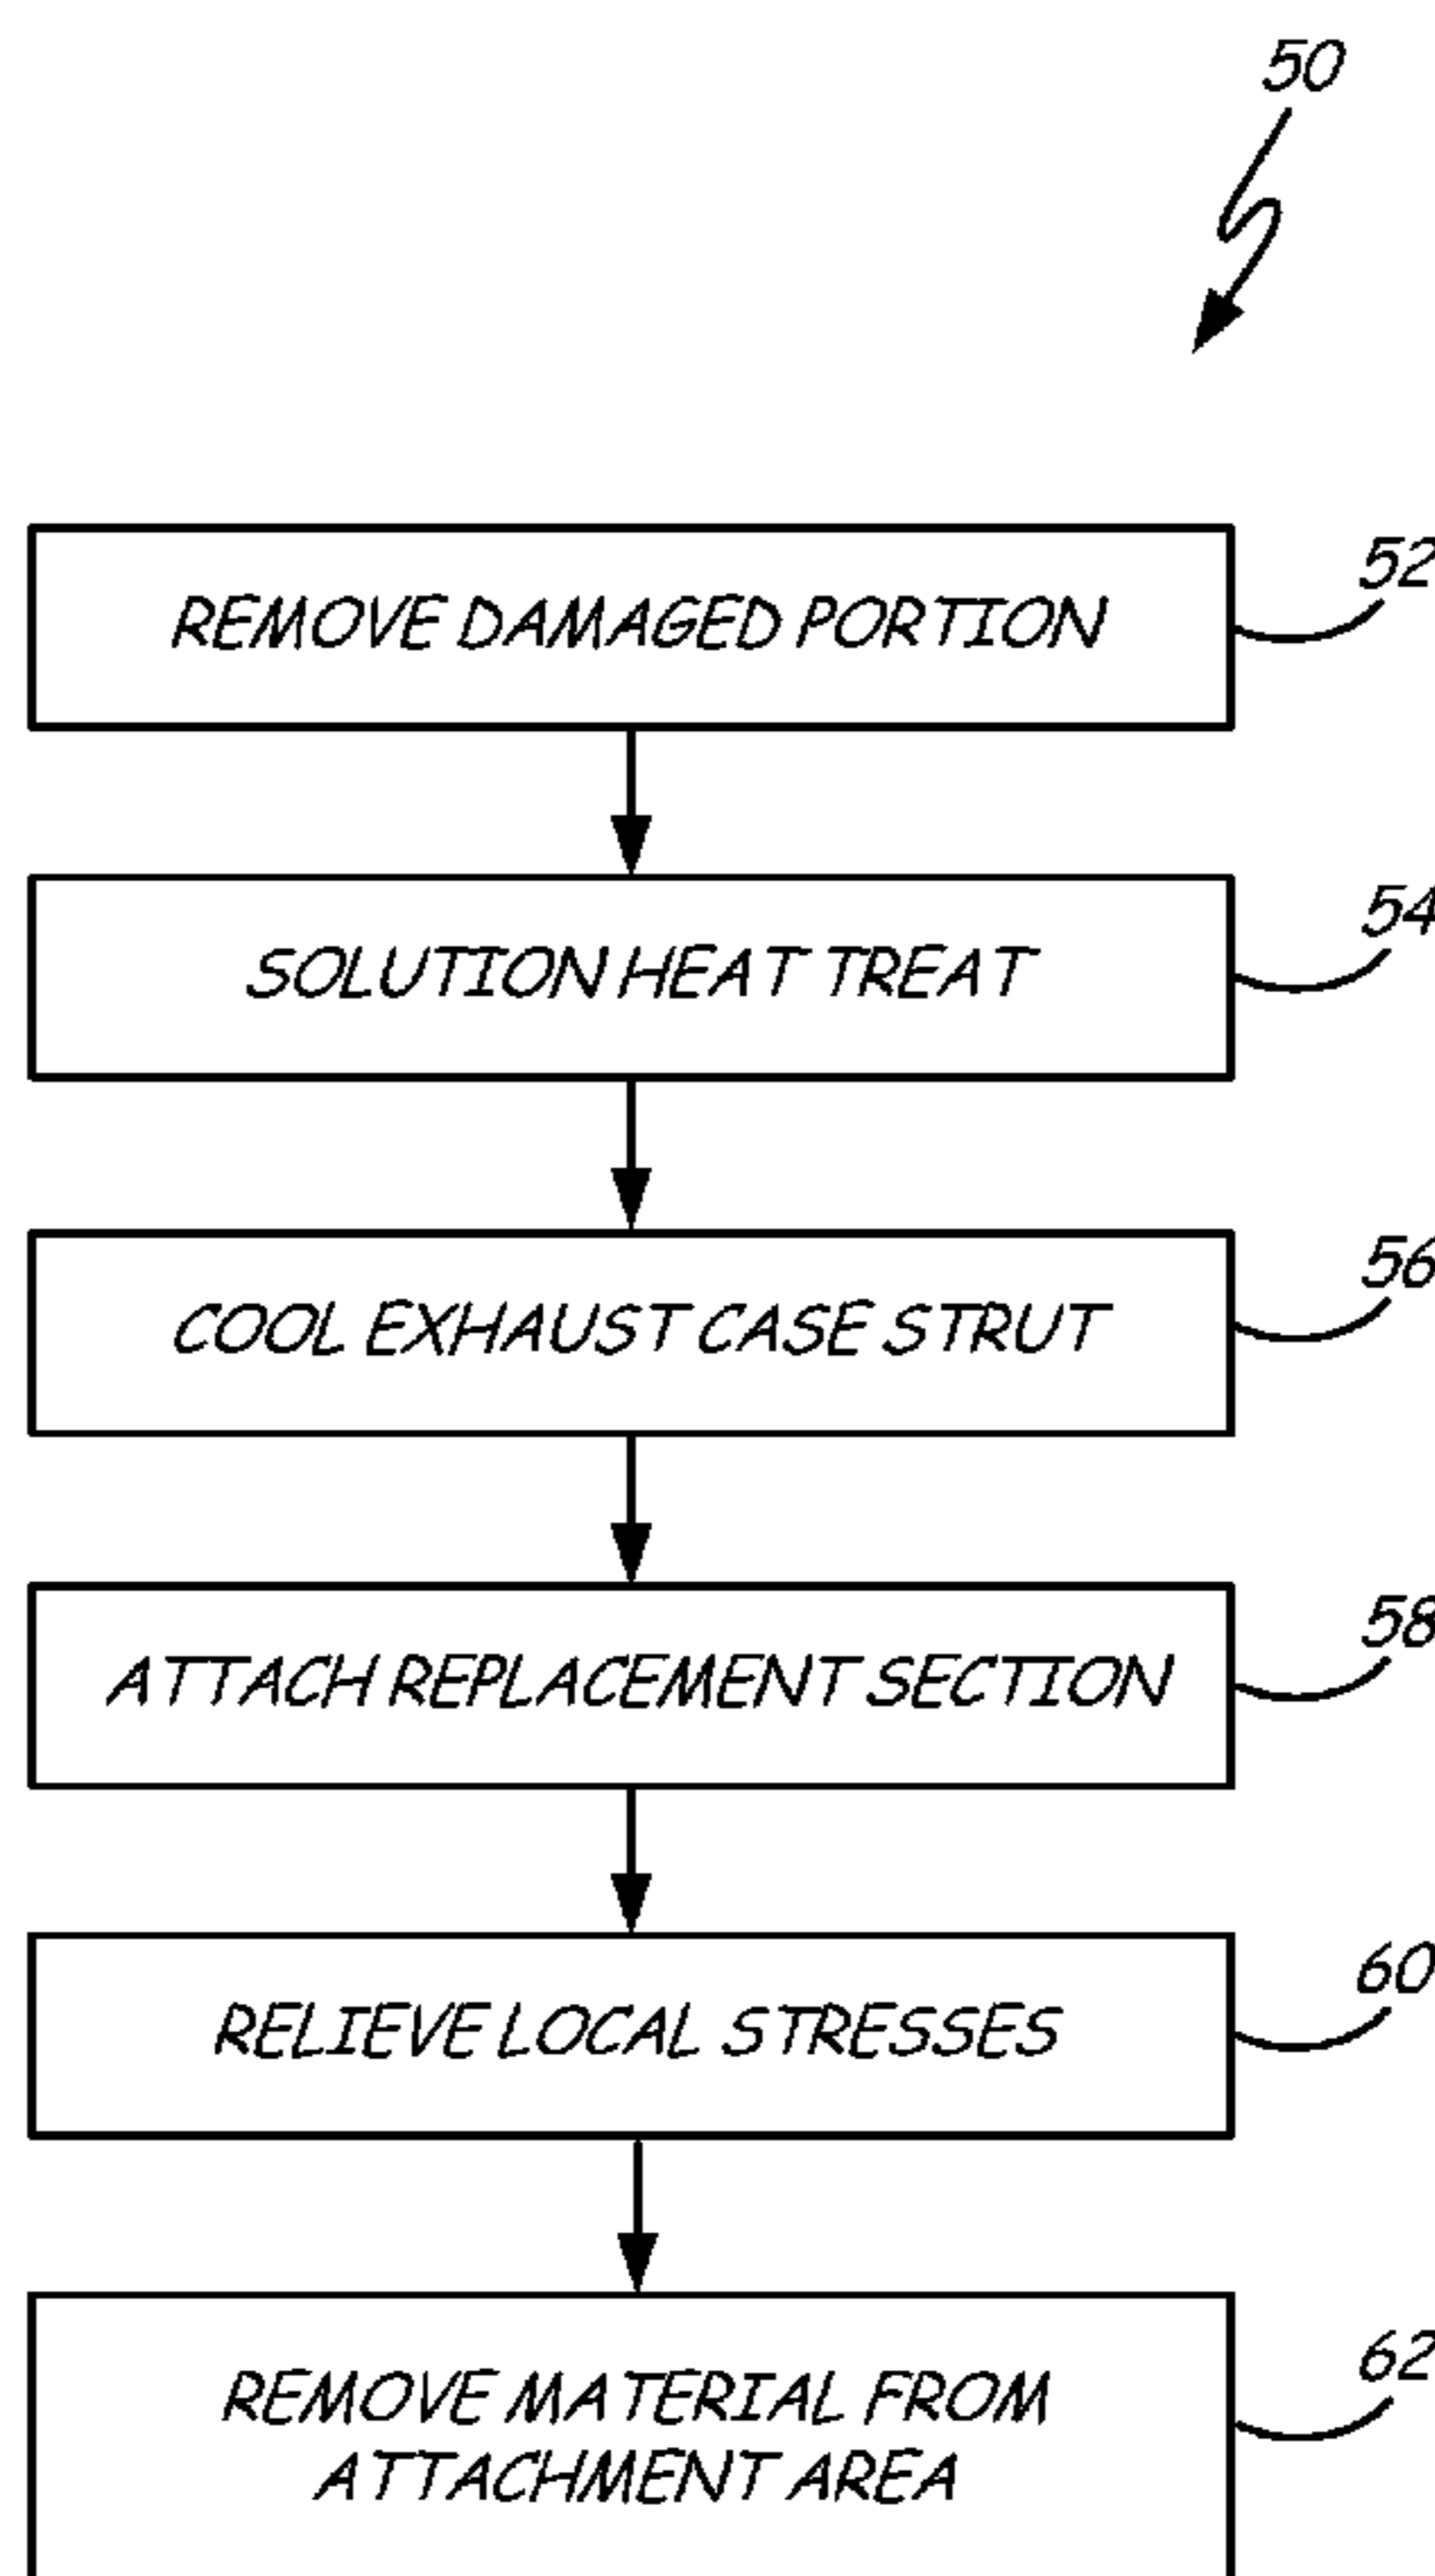 50
REMOVE DAMAGED PORTION
52
SOLUTION HEAT TREAT
54
COOL EXHAUST CASE STRUT
56
ATTACH REPLACEMENT SECTION
58
RELIEVE LOCAL STRESSES
60
REMOVE MATERIAL FROM
ATTACHMENT AREA
62